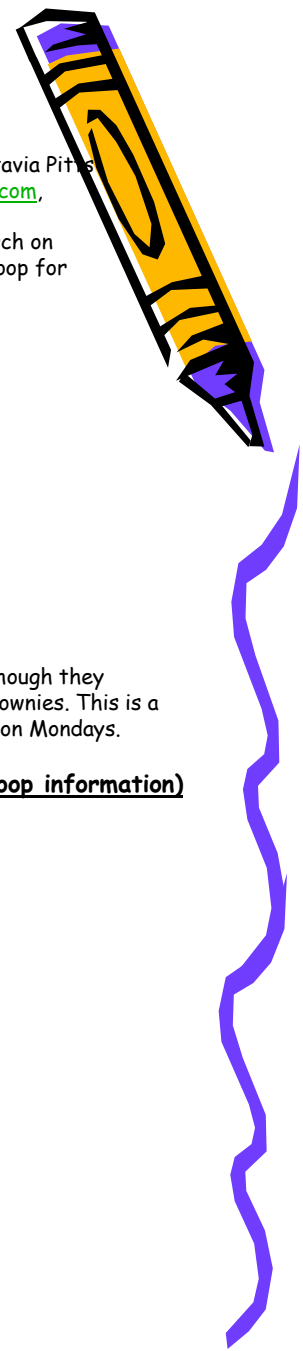 avia Pitts
com,
ch on
oop for
hough they
ownies. This is a
on Mondays.
oop information)